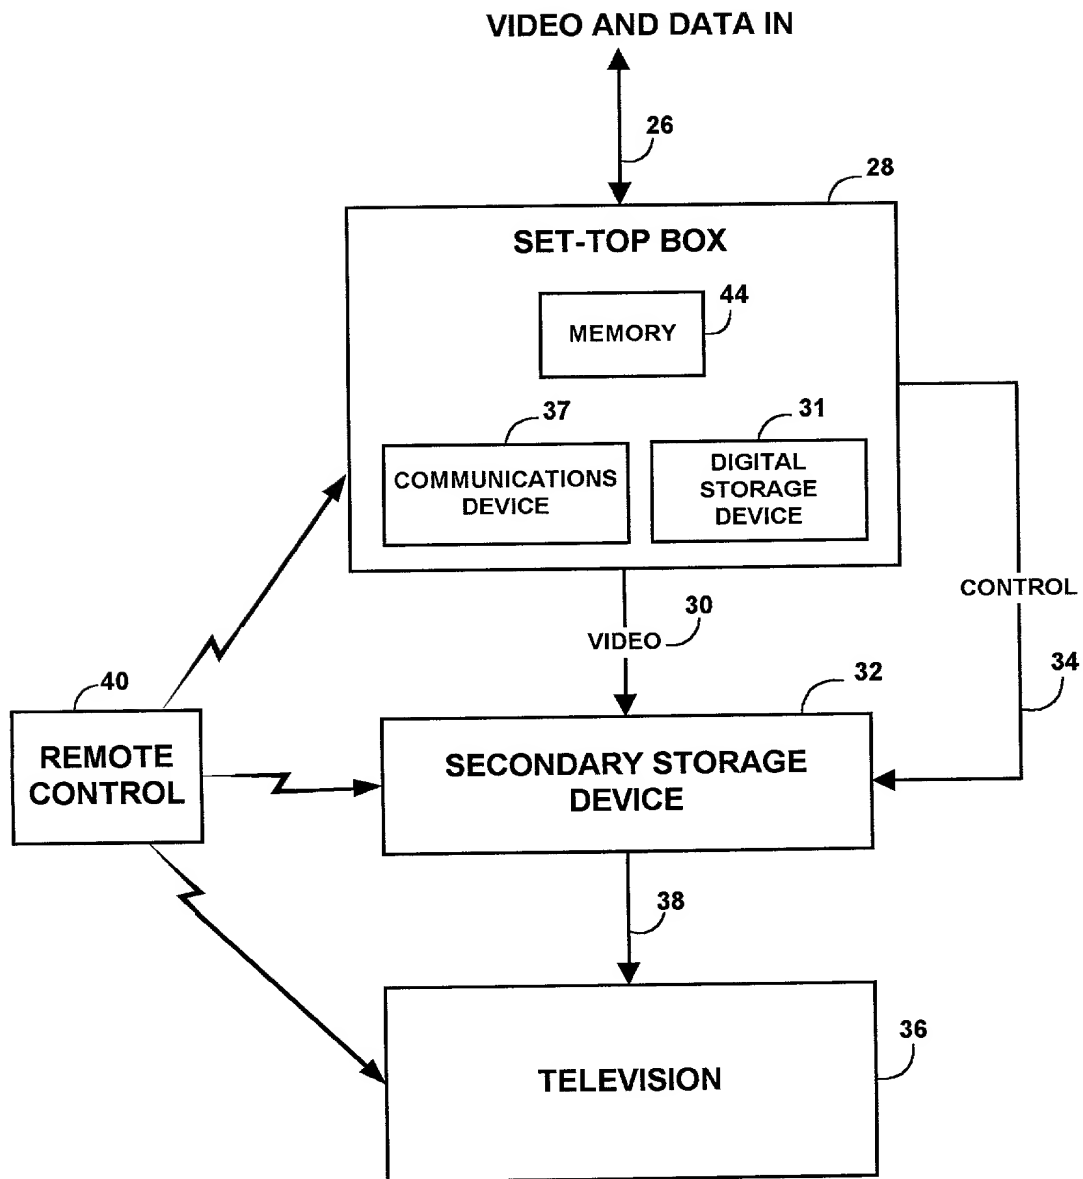 VIDEO AND DATA IN
26
28
SET-TOP BOX
44
MEMORY
37
31
COMMUNICATIONS
DEVICE
DIGITAL
STORAGE
DEVICE
CONTROL
30
VIDEO
34
40
32
REMOTE
CONTROL
SECONDARY STORAGE
DEVICE
38
36
TELEVISION